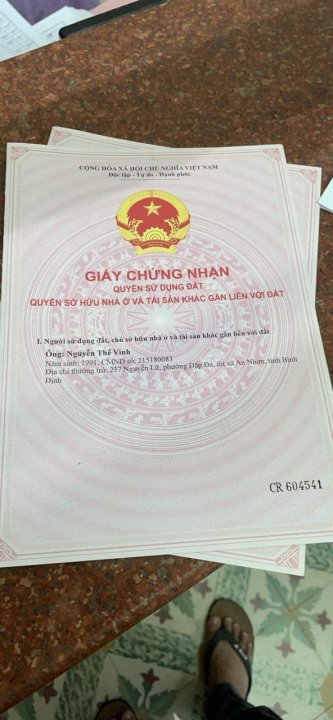 CỘNG HÒA XÃ HỘI CHỦ NGHĨA VIỆT NAM
Độc lập - Tự do - Hạnh phúc
GIẤY CHỨNG NHẬN
QUYỀN SỬ DỤNG ĐẤT
QUYỀN SỞ HỮU NHÀ Ở VÀ TÀI SẢN KHÁC GẮN LIỀN VỚI ĐẤT
I. Người sử dụng đất, chủ sở hữu nhà ở và tài sản khác gắn liền với đất
Ông: Nguyễn Thế Vinh
Năm sinh: 1991, CMND số: 215180083
Địa chỉ thường trú: 237 Nguyễn Lữ, phường Đập Đá, thị xã An Nhơn, tỉnh Bình
Định
CR 604541